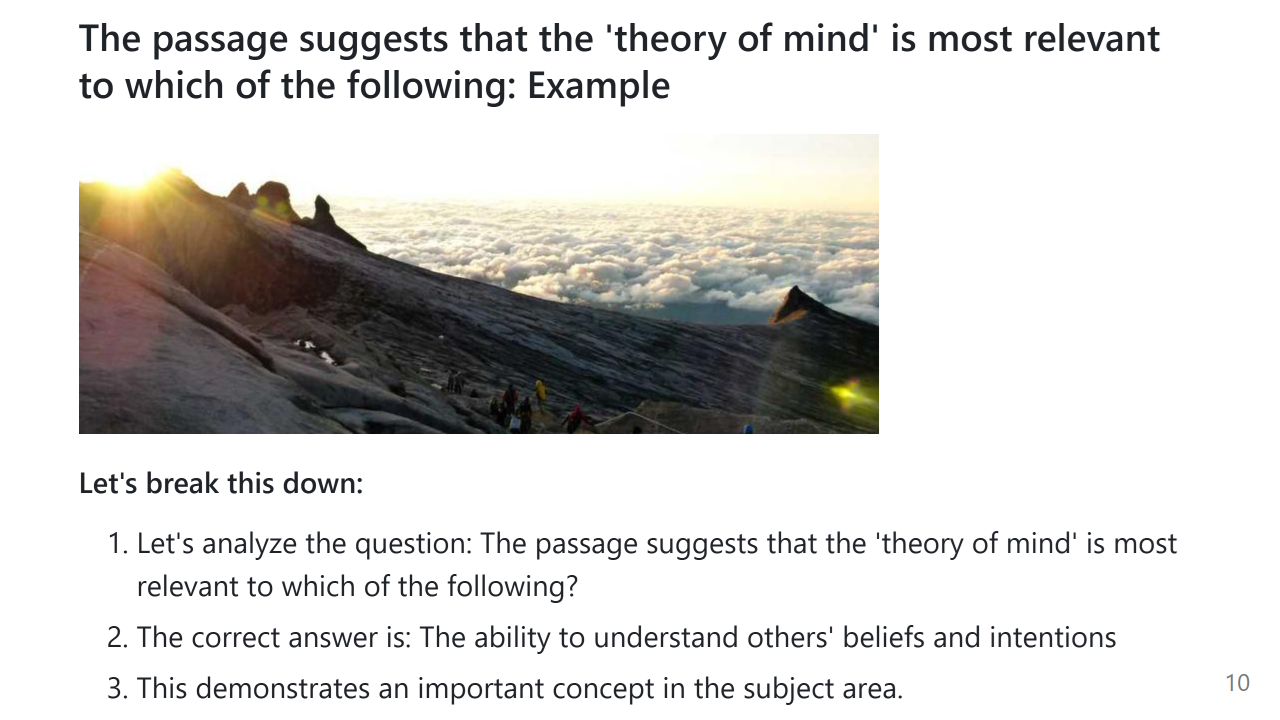 The passage suggests that the 'theory of mind' is most relevant
to which of the following: Example
Let's break this down:
1. Let's analyze the question: The passage suggests that the 'theory of mind' is most
relevant to which of the following?
2. The correct answer is: The ability to understand others' beliefs and intentions
3. This demonstrates an important concept in the subject area.
10